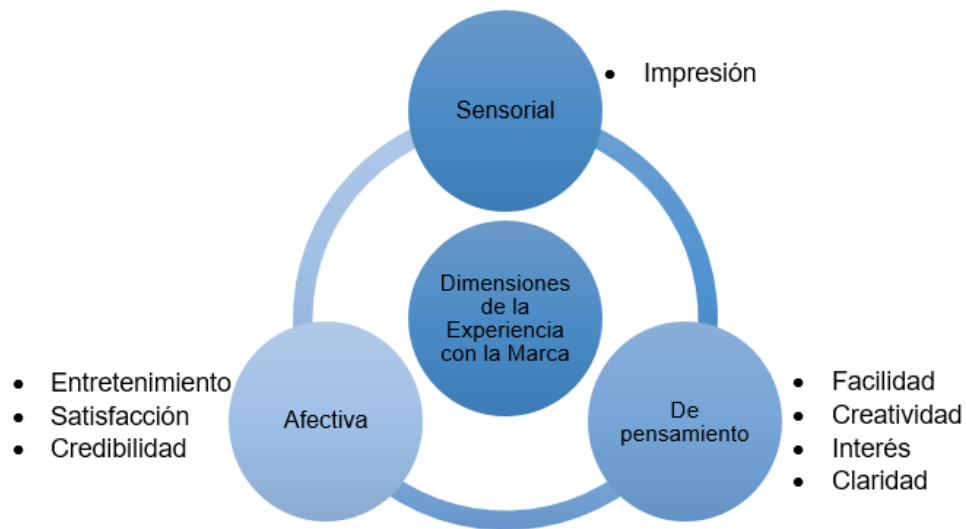 Sensorial
• Impresión
Dimensiones
de la
Experiencia
con la Marca
Afectiva
• Entretenimiento
• Satisfacción
• Credibilidad
De
pensamiento
• Facilidad
• Creatividad
• Interés
• Claridad